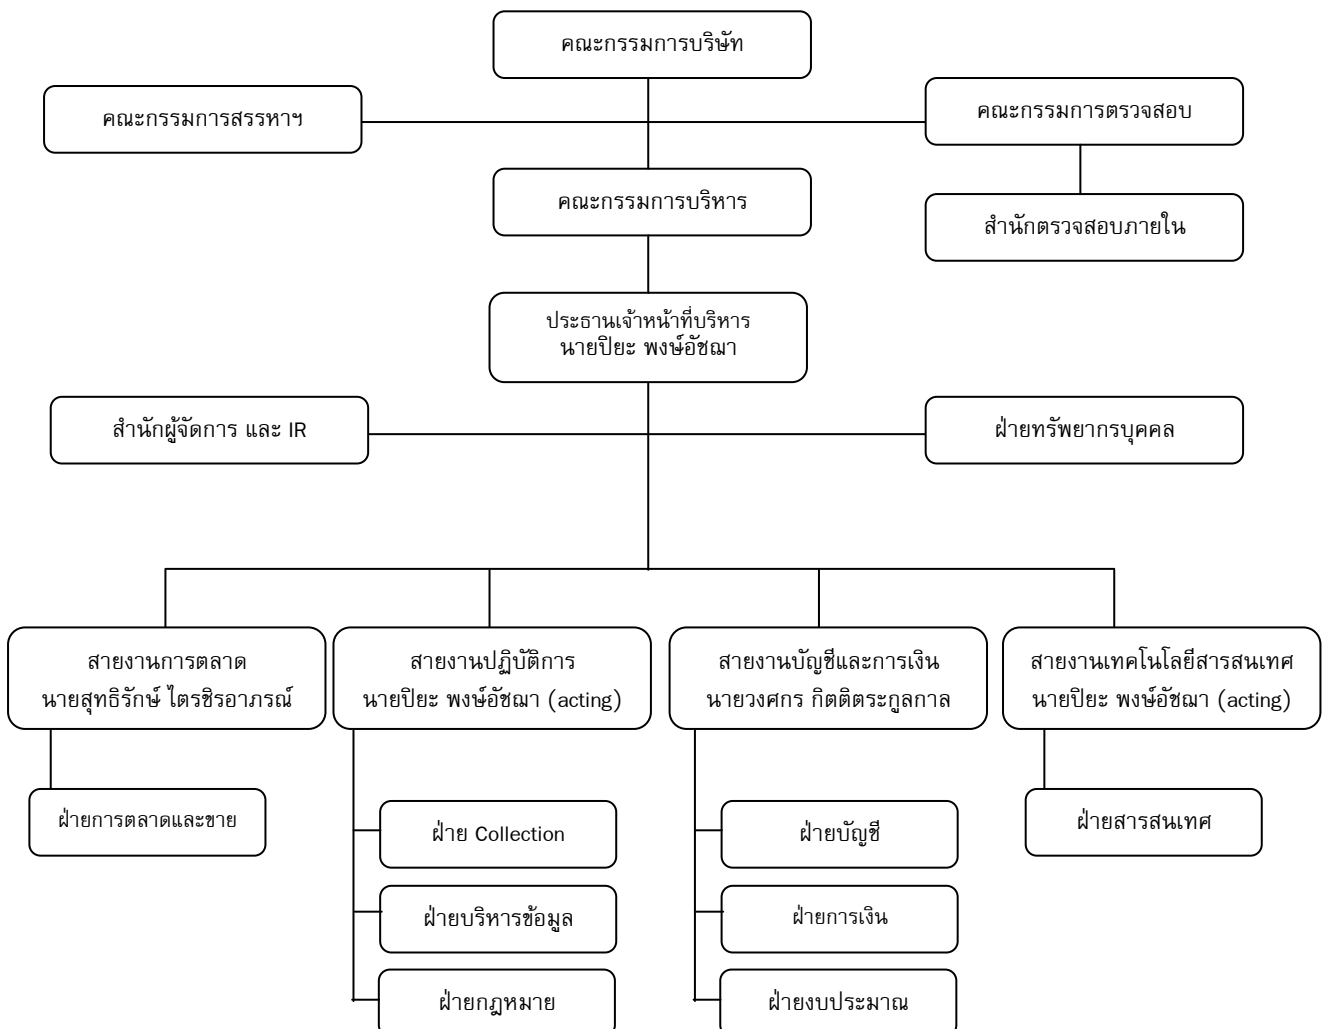 คณะกรรมการบริษัท
คณะกรรมการสรรหาฯ
คณะกรรมการตรวจสอบ
คณะกรรมการบริหาร
สำนักตรวจสอบภายใน
ประธานเจ้าหน้าที่บริหาร
นายปิยะ พงษ์อัชฌา
สำนักผู้จัดการ และ IR
ฝ่ายทรัพยากรบุคคล
สายงานการตลาด
นายสุทธิรักษ์ ไตรชิรอาภรณ์
สายงานปฏิบัติการ
นายปิยะ พงษ์อัชฌา (acting)
สายงานบัญชีและการเงิน
นายวงศกร กิตติตระกูลกาล
สายงานเทคโนโลยีสารสนเทศ
นายปิยะ พงษ์อัชฌา (acting)
ฝ่ายการตลาดและขาย
ฝ่าย Collection
ฝ่ายบัญชี
ฝ่ายสารสนเทศ
ฝ่ายบริหารข้อมูล
ฝ่ายการเงิน
ฝ่ายกฎหมาย
ฝ่ายงบประมาณ